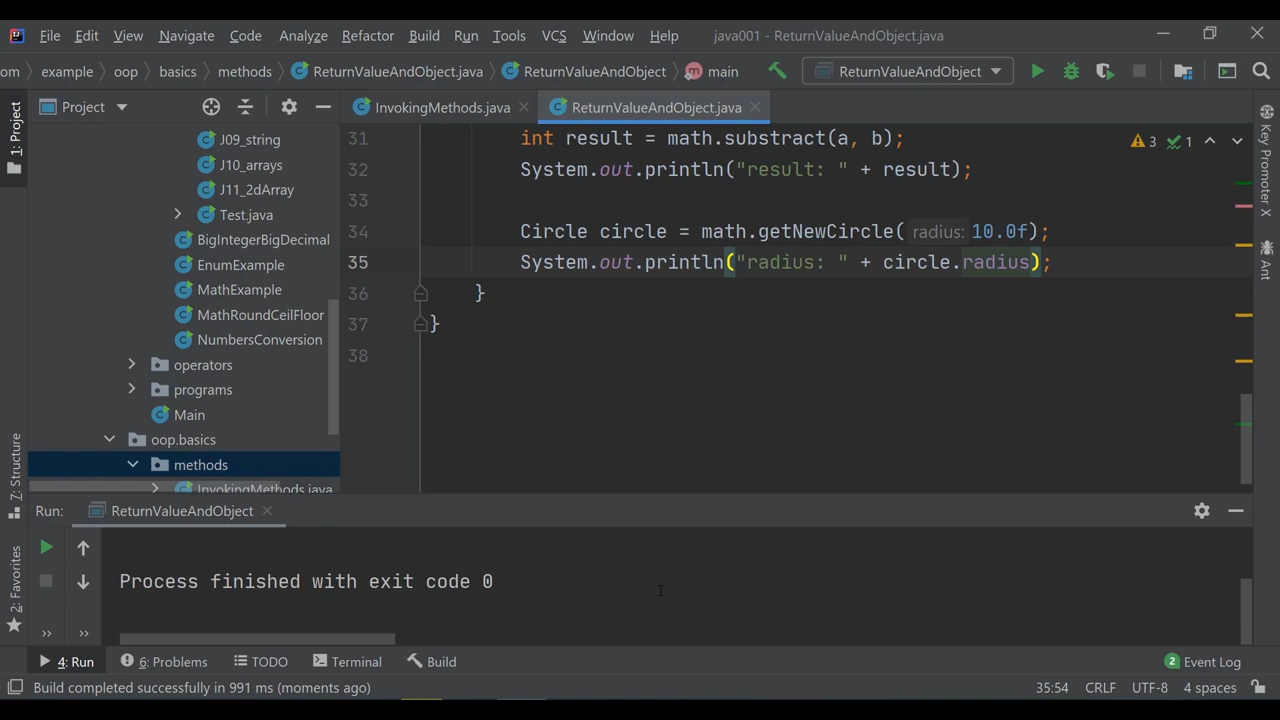 File Edit View Navigate Code Analyze Refactor Build Run Tools VCS Window Help java001 - ReturnValueAndObject.java
om example oop basics methods ReturnValueAndObject.java ReturnValueAndObject main ReturnValueAndObject
1: Project
7: Structure
2: Favorites
Project
J09_string
J10_arrays
J11_2dArray
Test.java
BigIntegerBigDecimal
EnumExample
MathExample
MathRoundCeilFloor
NumbersConversion
operators
programs
Main
oop.basics
methods
InvokingMethods.java
InvokingMethods.java ReturnValueAndObject.java
3 1
31 int result = math.substract(a, b);
32 System.out.println("result: " + result);
33
34 Circle circle = math.getNewCircle( radius: 10.0f);
35 System.out.println("radius: " + circle.radius);
36 }
37 }
38
Key Promoter X
Ant
Run: ReturnValueAndObject
Process finished with exit code 0
4: Run 6: Problems TODO Terminal Build 2 Event Log
Build completed successfully in 991 ms (moments ago) 35:54 CRLF UTF-8 4 spaces